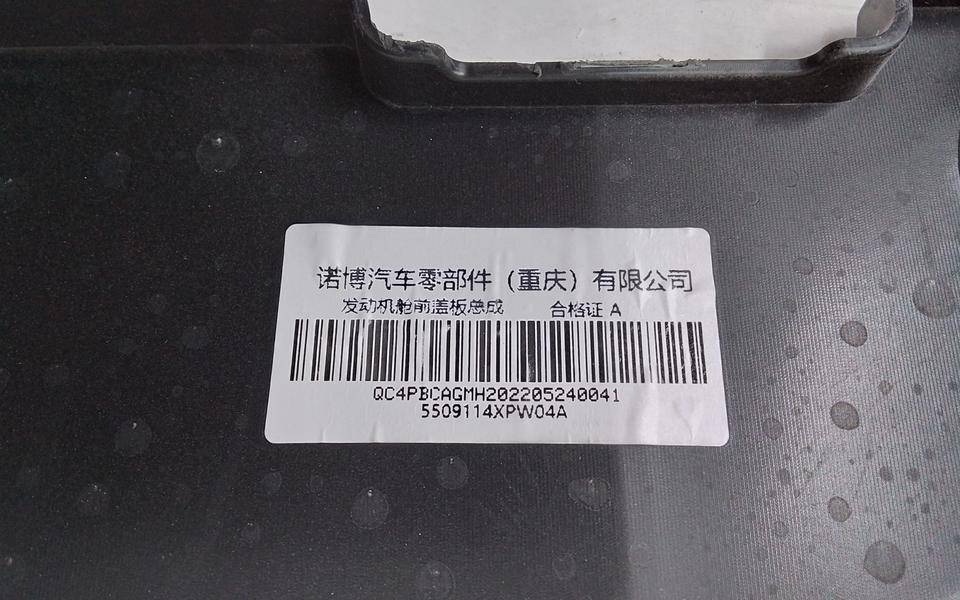 诺博汽车零部件（重庆）有限公司
发动机舱前盖板总成 合格证 A
QC4PBCAGMH202205240041
5509114XPW04A